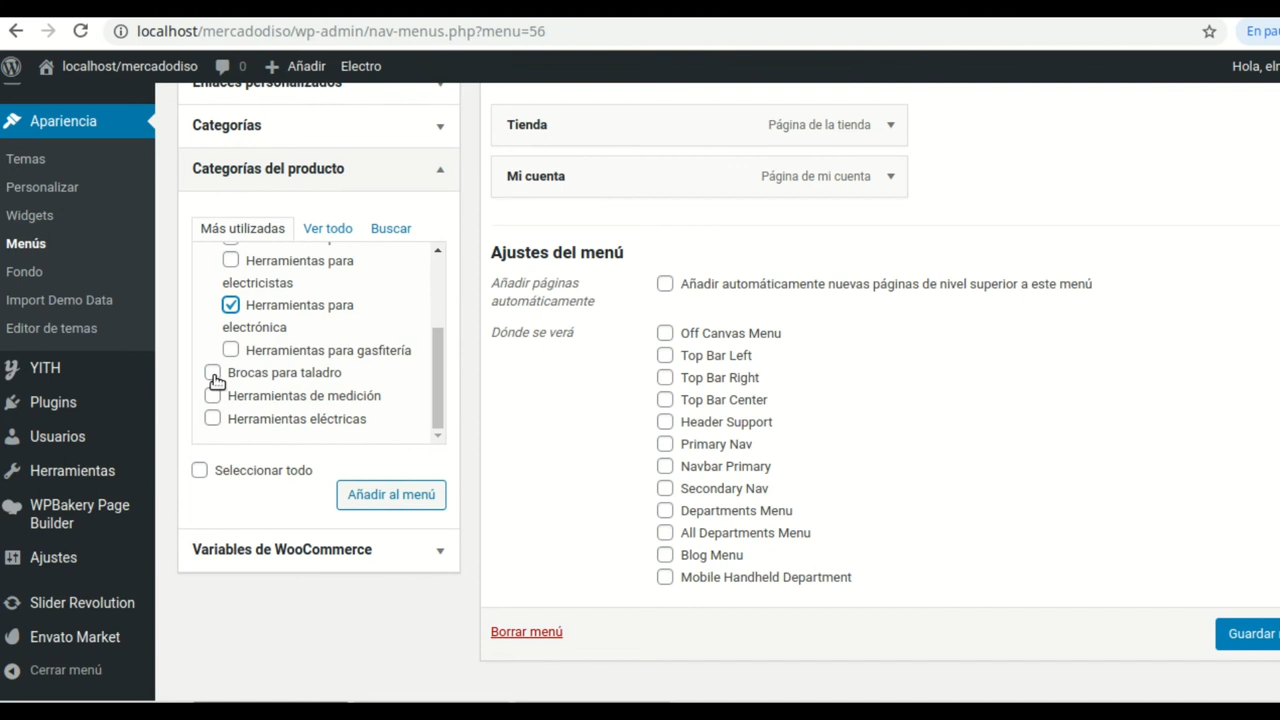 localhost/mercadodiso/wp-admin/nav-menus.php?menu=56
En pau
localhost/mercadodiso
0
Añadir
Electro
Hola, elr
Enlaces personalizados
Categorías
Categorías del producto
Más utilizadas
Ver todo
Buscar
Herramientas para
electricistas
Herramientas para
electrónica
Herramientas para gasfitería
Brocas para taladro
Herramientas de medición
Herramientas eléctricas
Seleccionar todo
Añadir al menú
Variables de WooCommerce
Apariencia
Temas
Personalizar
Widgets
Menús
Fondo
Import Demo Data
Editor de temas
YITH
Plugins
Usuarios
Herramientas
WPBakery Page
Builder
Ajustes
Slider Revolution
Envato Market
Cerrar menú
Tienda
Página de la tienda
Mi cuenta
Página de mi cuenta
Ajustes del menú
Añadir páginas
automáticamente
Añadir automáticamente nuevas páginas de nivel superior a este menú
Dónde se verá
Off Canvas Menu
Top Bar Left
Top Bar Right
Top Bar Center
Header Support
Primary Nav
Navbar Primary
Secondary Nav
Departments Menu
All Departments Menu
Blog Menu
Mobile Handheld Department
Borrar menú
Guardar